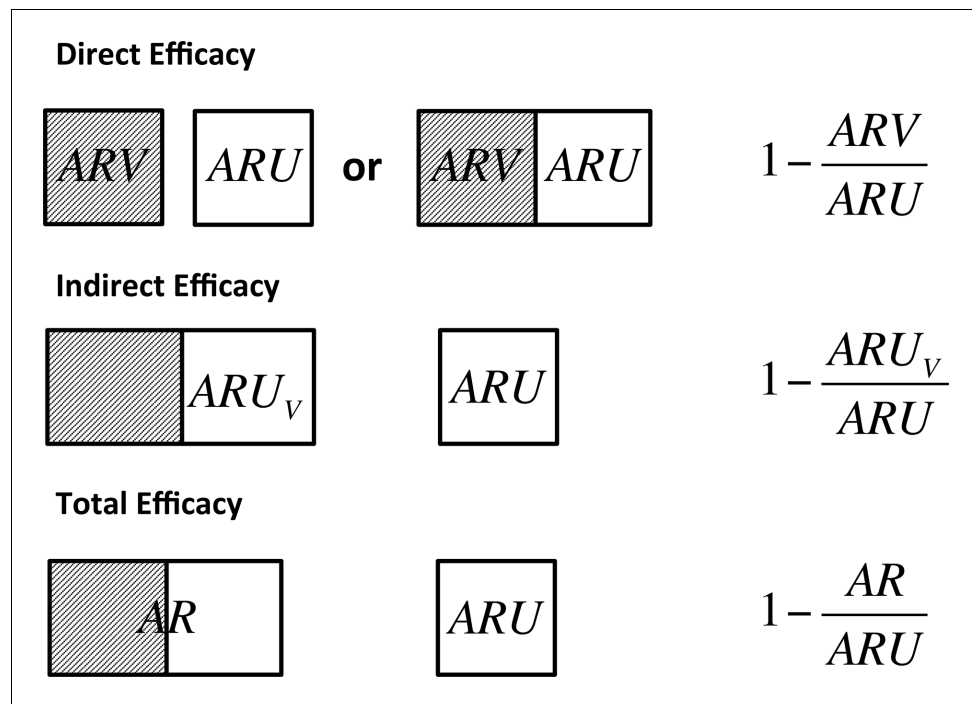 Direct Efficacy
ARV ARU or ARV ARU 1 − ARV/ARU
Indirect Efficacy
ARU_V ARU 1 − ARU_V/ARU
Total Efficacy
AR ARU 1 − AR/ARU